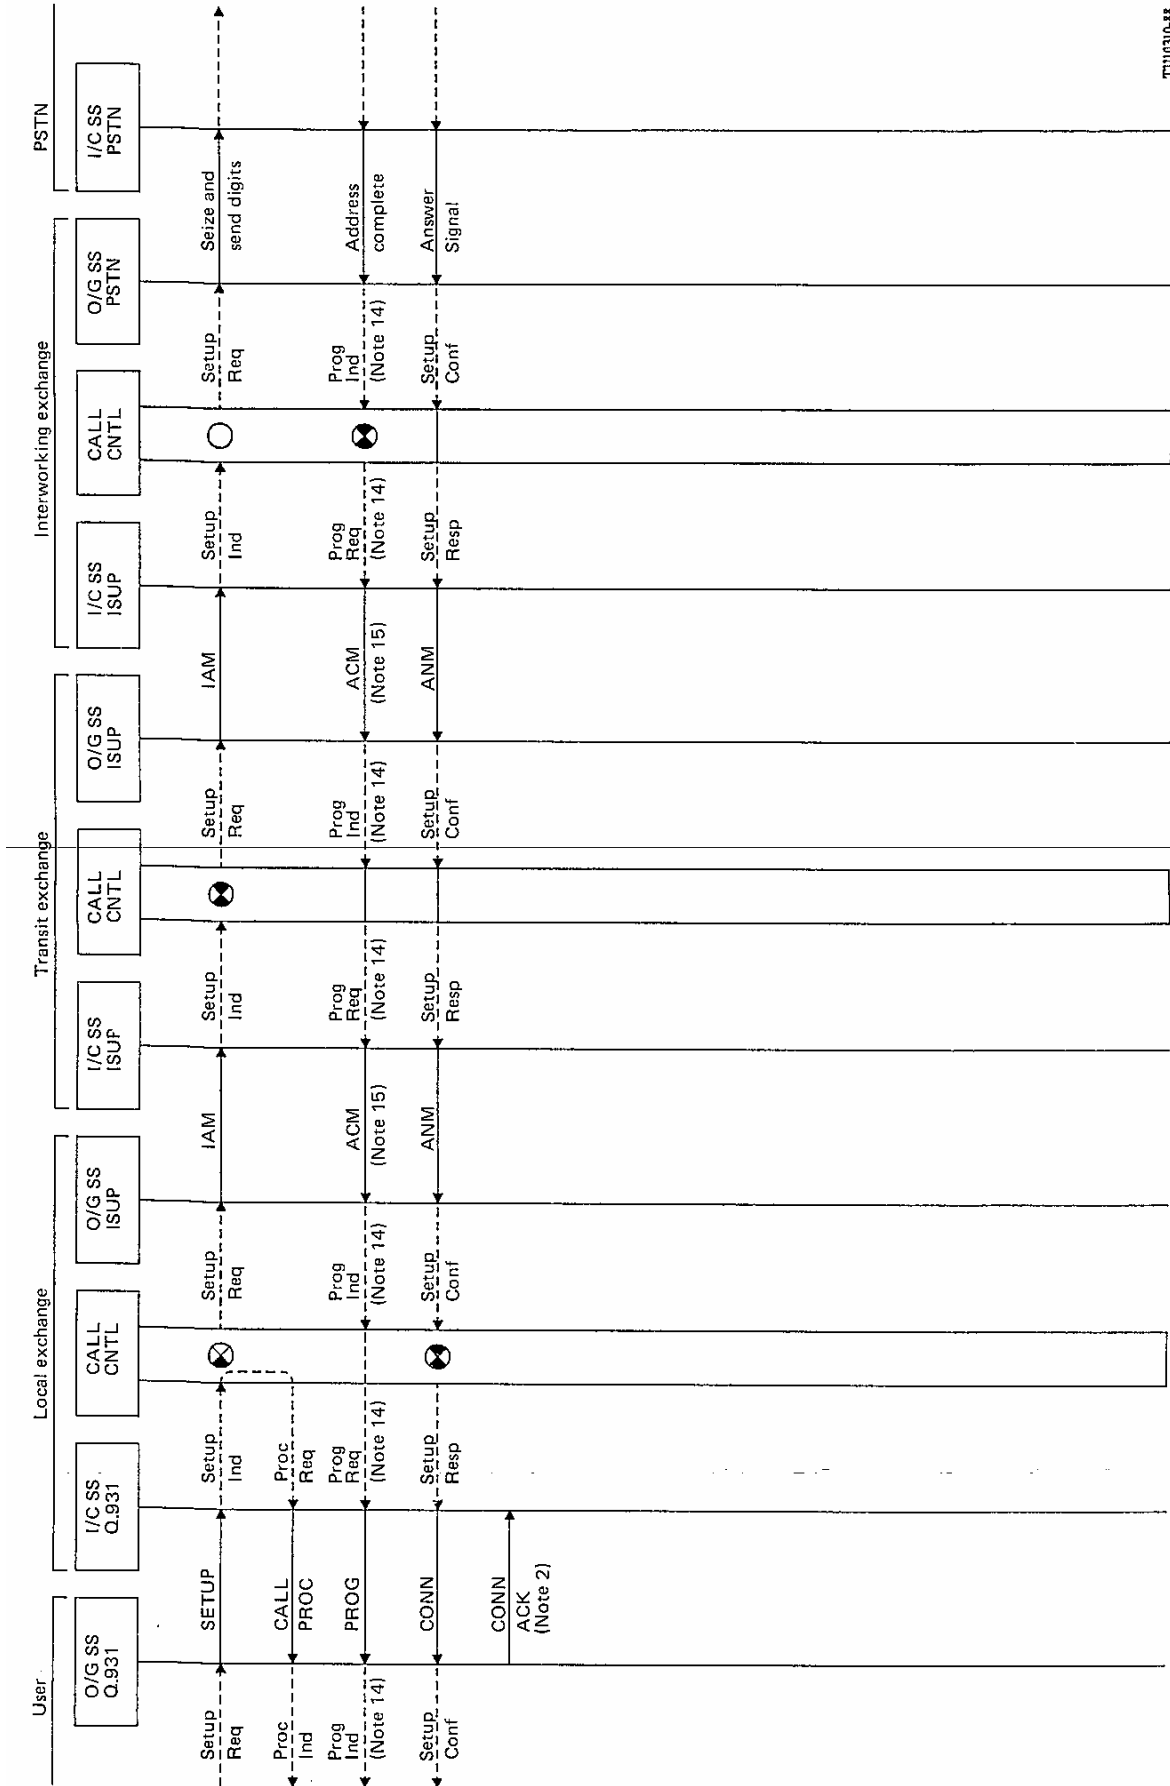 User
Local exchange
Transit exchange
Interworking exchange
PSTN
O/G SS
Q.931
I/C SS
Q.931
CALL
CNTL
O/G SS
ISUP
I/C SS
ISUP
CALL
CNTL
O/G SS
ISUP
I/C SS
ISUP
CALL
CNTL
O/G SS
PSTN
I/C SS
PSTN
Setup
Req
SETUP
Setup
Ind
Setup
Req
IAM
Setup
Ind
Setup
Req
IAM
Setup
Ind
Setup
Req
Seize and
send digits
Proc
Ind
CALL
PROC
Proc
Req
Prog
Ind
(Note 14)
PROG
Prog
Req
(Note 14)
Prog
Ind
(Note 14)
ACM
(Note 15)
Prog
Req
(Note 14)
Prog
Ind
(Note 14)
ACM
(Note 15)
Prog
Req
(Note 14)
Prog
Ind
(Note 14)
Address
complete
Setup
Conf
CONN
Setup
Resp
Setup
Conf
ANM
Setup
Resp
Setup
Conf
ANM
Setup
Resp
Setup
Conf
Answer
Signal
CONN
ACK
(Note 2)